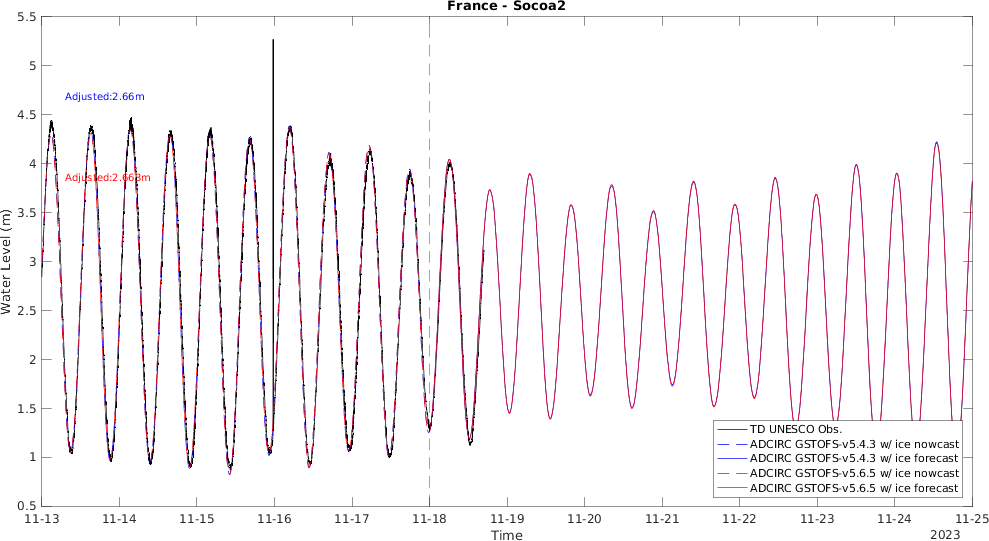 France - Socoa2
5.5
5
4.5
4
3.5
3
2.5
2
1.5
1
0.5
Water Level (m)
Adjusted:2.66m
Adjusted:2.663m
TD UNESCO Obs.
ADCIRC GSTOFS-v5.4.3 w/ ice nowcast
ADCIRC GSTOFS-v5.4.3 w/ ice forecast
ADCIRC GSTOFS-v5.6.5 w/ ice nowcast
ADCIRC GSTOFS-v5.6.5 w/ ice forecast
11-13 11-14 11-15 11-16 11-17 11-18 11-19 11-20 11-21 11-22 11-23 11-24 11-25
Time
2023